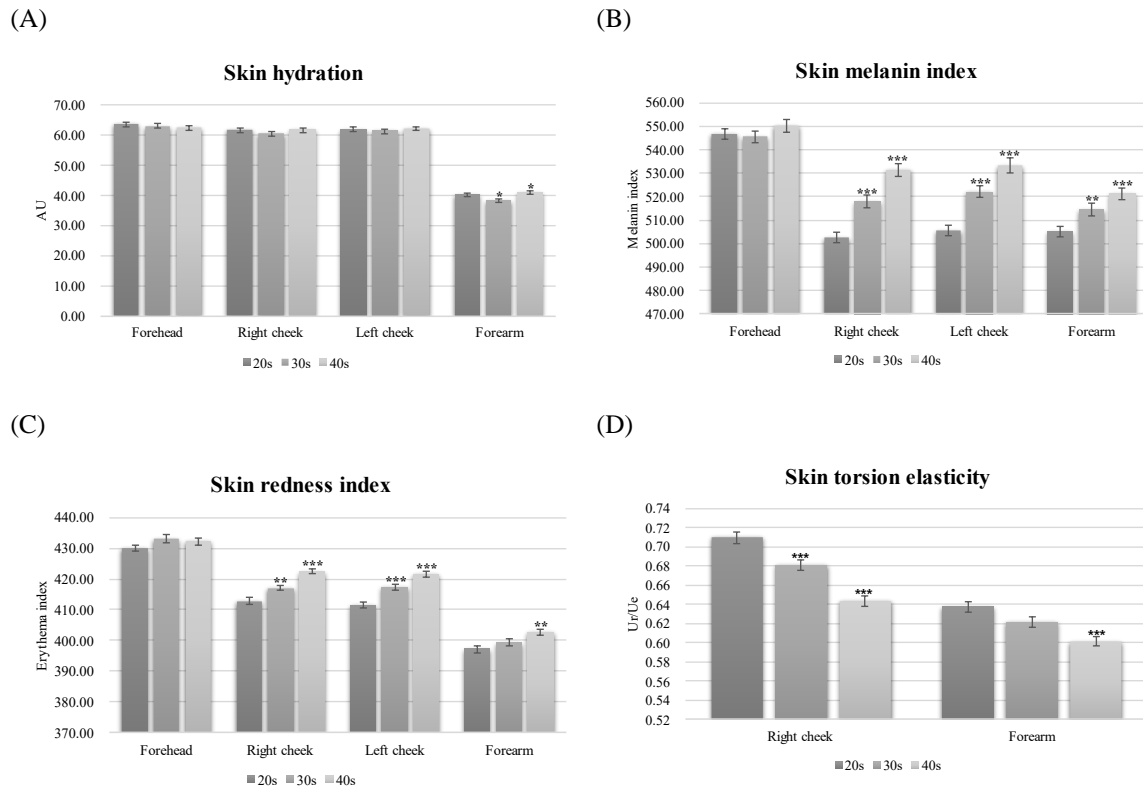 (A)
Skin hydration
AU
70.00
60.00
50.00
40.00
30.00
20.00
10.00
0.00
* *
Forehead Right cheek Left cheek Forearm
20s 30s 40s
(B)
Skin melanin index
Melanin index
560.00
550.00
540.00
530.00
520.00
510.00
500.00
490.00
480.00
470.00
*** *** *** *** ** ***
Forehead Right cheek Left cheek Forearm
20s 30s 40s
(C)
Skin redness index
Erythema index
440.00
430.00
420.00
410.00
400.00
390.00
380.00
370.00
** *** *** *** **
Forehead Right cheek Left cheek Forearm
20s 30s 40s
(D)
Skin torsion elasticity
Ur/Ue
0.74
0.72
0.70
0.68
0.66
0.64
0.62
0.60
0.58
0.56
0.54
0.52
*** *** ***
Right cheek Forearm
20s 30s 40s